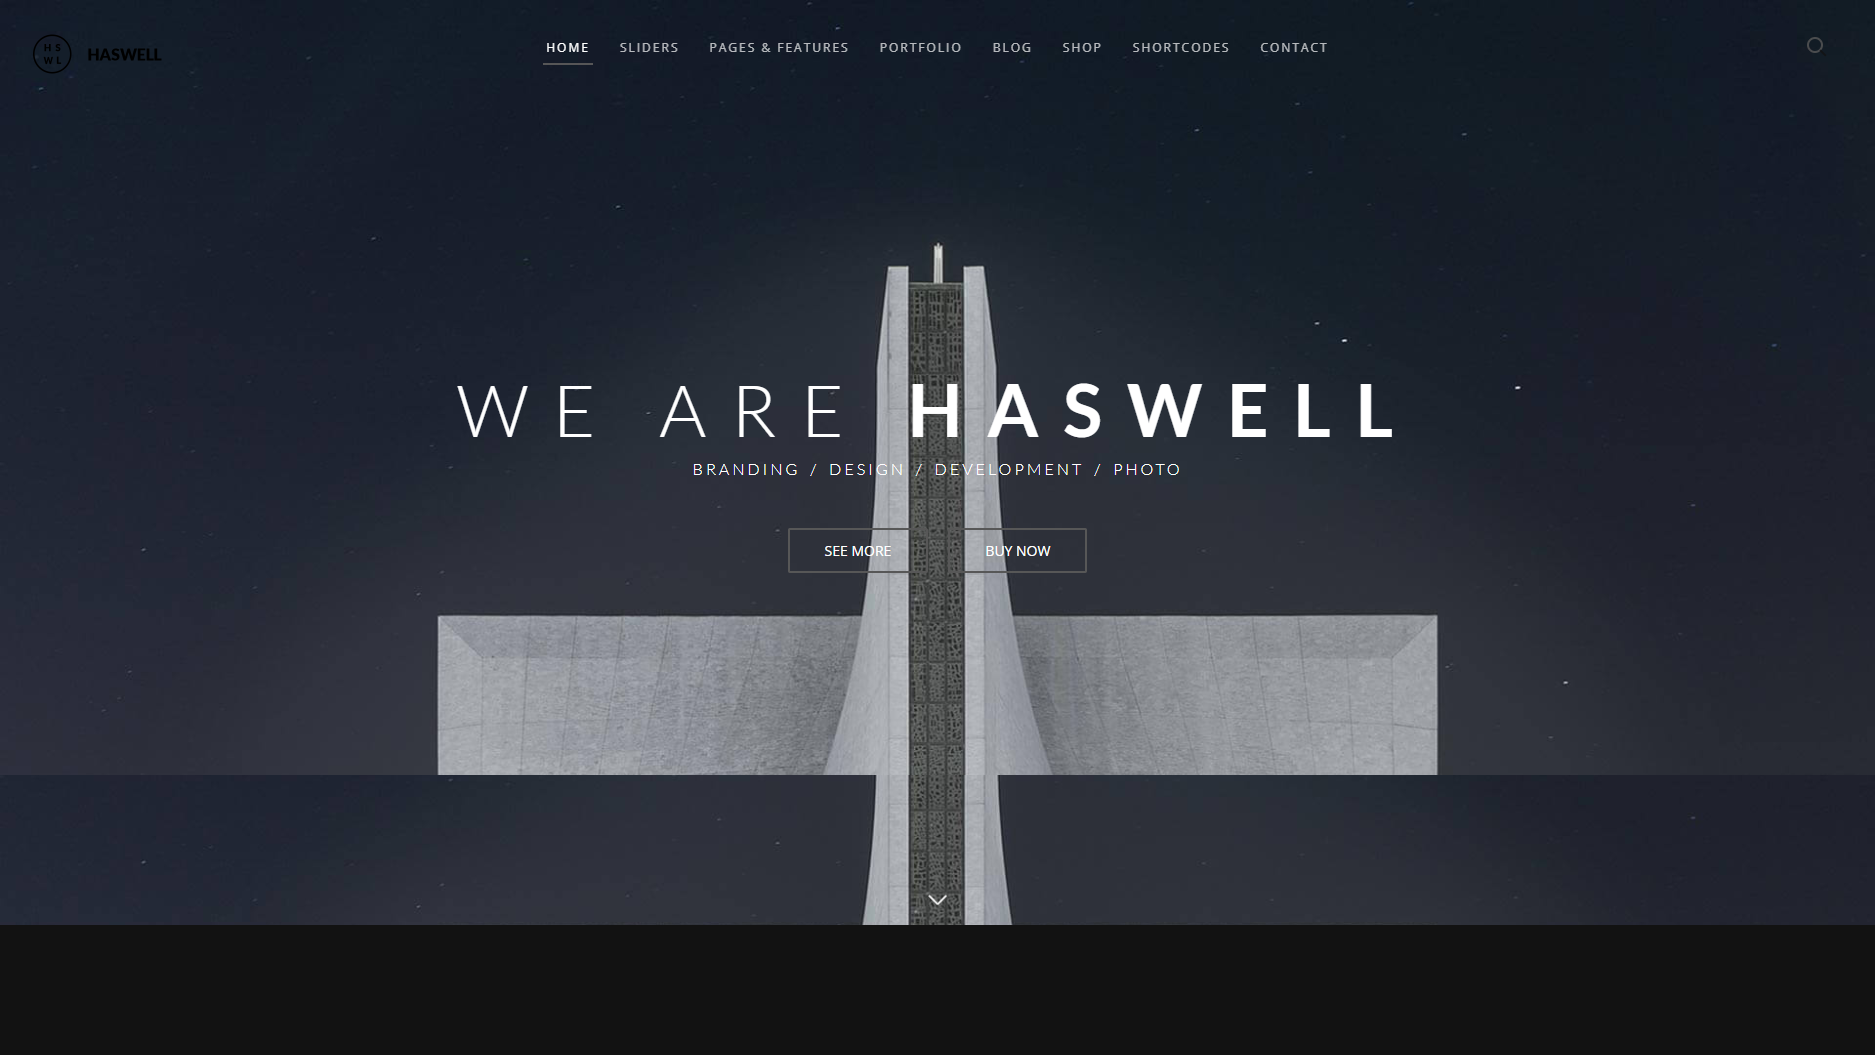 HS
WL
HASWELL
HOME SLIDERS PAGES & FEATURES PORTFOLIO BLOG SHOP SHORTCODES CONTACT
WE ARE HASWELL
BRANDING / DESIGN / DEVELOPMENT / PHOTO
SEE MORE BUY NOW